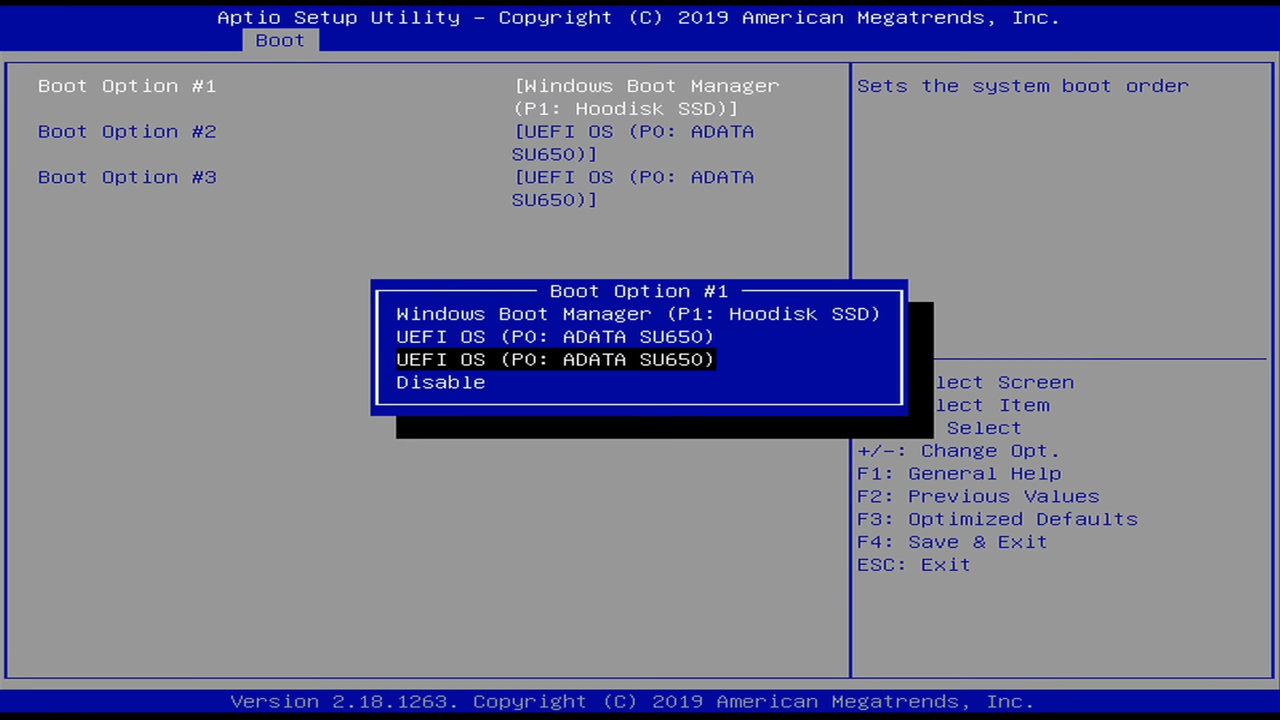 Aptio Setup Utility - Copyright (C) 2019 American Megatrends, Inc.
Boot
Boot Option #1 [Windows Boot Manager
(P1: Hoodisk SSD)]
Boot Option #2 [UEFI OS (P0: ADATA
SU650)]
Boot Option #3 [UEFI OS (P0: ADATA
SU650)]
Sets the system boot order
Boot Option #1
Windows Boot Manager (P1: Hoodisk SSD)
UEFI OS (P0: ADATA SU650)
UEFI OS (P0: ADATA SU650)
Disable
lect Screen
lect Item
Select
+/-: Change Opt.
F1: General Help
F2: Previous Values
F3: Optimized Defaults
F4: Save & Exit
ESC: Exit
Version 2.18.1263. Copyright (C) 2019 American Megatrends, Inc.